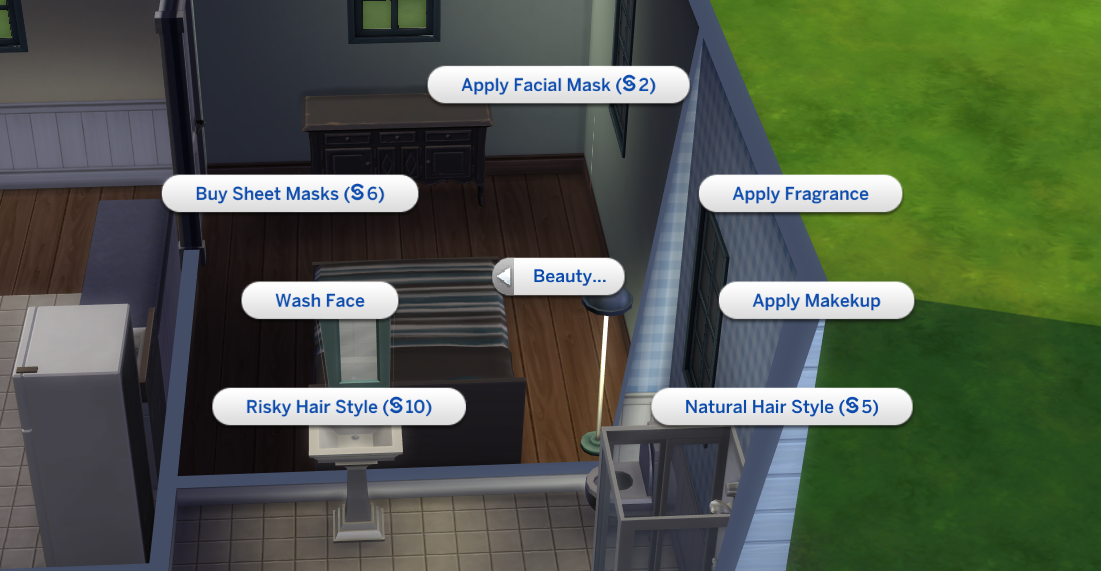 Apply Facial Mask (§2)
Buy Sheet Masks (§6)
Apply Fragrance
Beauty...
Wash Face
Apply Makekup
Risky Hair Style (§10)
Natural Hair Style (§5)